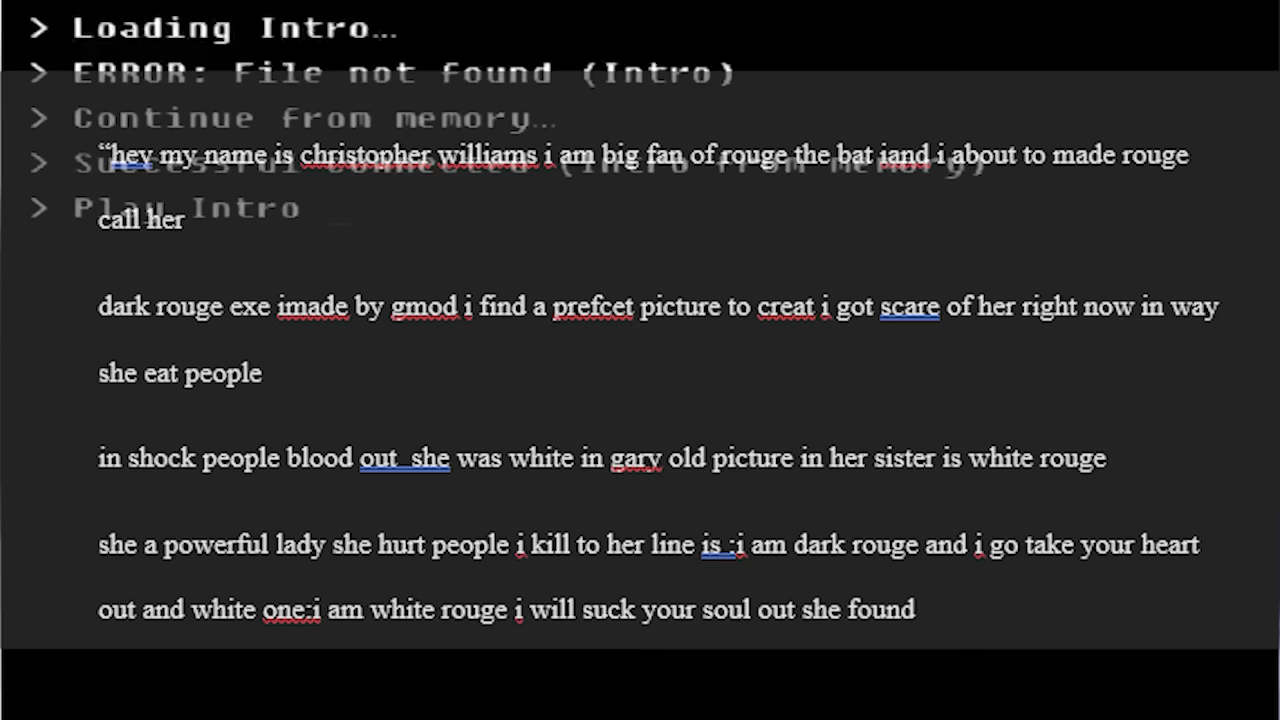 > Loading Intro...
> ERROR: File not found (Intro)
> Continue from memory...
“hey my name is christopher williams i am big fan of rouge the bat iand i about to made rouge
> Successful connected (Intro from memory)
> Play Intro _
call her
dark rouge exe imade by gmod i find a prefcet picture to creat i got scare of her right now in way
she eat people
in shock people blood out  she was white in gary old picture in her sister is white rouge
she a powerful lady she hurt people i kill to her line is :i am dark rouge and i go take your heart
out and white one:i am white rouge i will suck your soul out she found